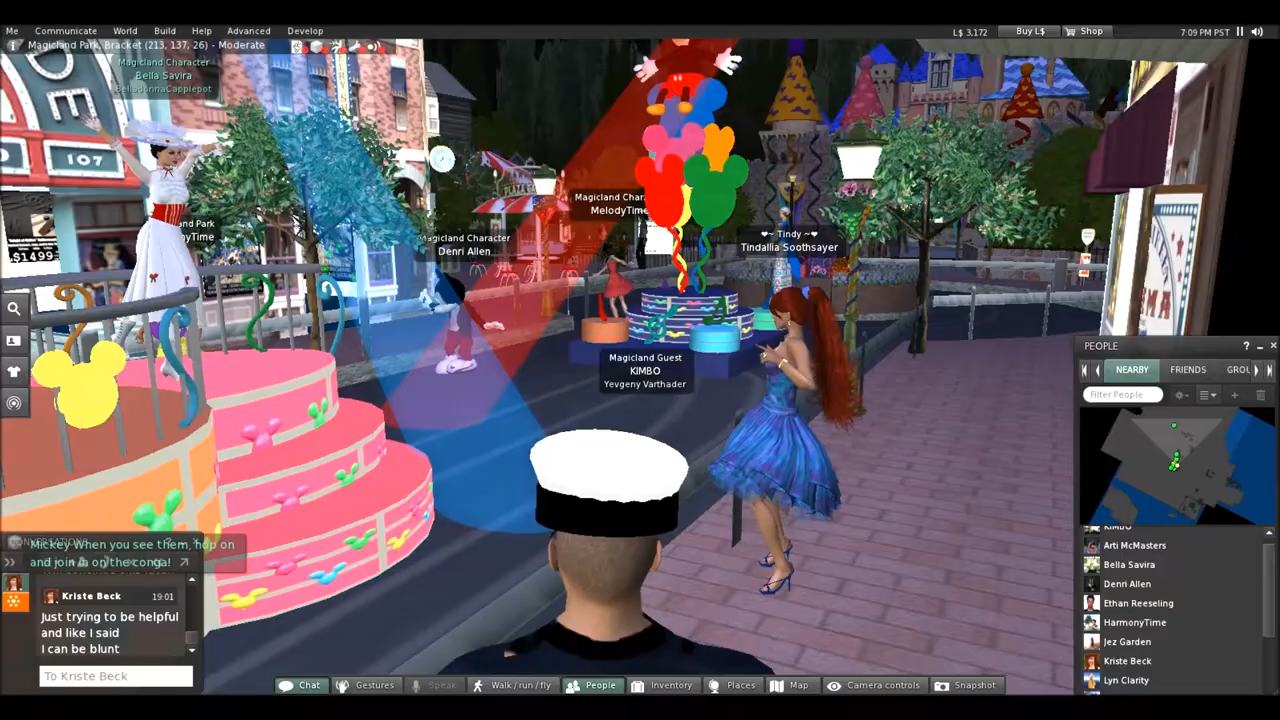 Me Communicate World Build Help Advanced Develop
L$ 3,172 Buy L$ Shop 7:09 PM PST
Magicland Park, Bracket (213, 137, 26) - Moderate
Magicland Character
Bella Savira
BelladonnaCappiepot
107
$1499
Magicland Character
Denri Allen
Magicland Char
MelodyTime
❤~ Tindy ~❤
Tindallia Soothsayer
Magicland Guest
KIMBO
Yevgeny Varthader
PEOPLE
NEARBY FRIENDS GROU
Filter People
KIMBO
Arti McMasters
Bella Savira
Denri Allen
Ethan Reeseling
HarmonyTime
Jez Garden
Kriste Beck
Lyn Clarity
CONVERSATIONS
Mickey When you see them, hop on
and join in on the conga!
Kriste Beck 19:01
Just trying to be helpful
and like I said
I can be blunt
To Kriste Beck
Chat Gestures Speak Walk / run / fly People Inventory Places Map Camera controls Snapshot